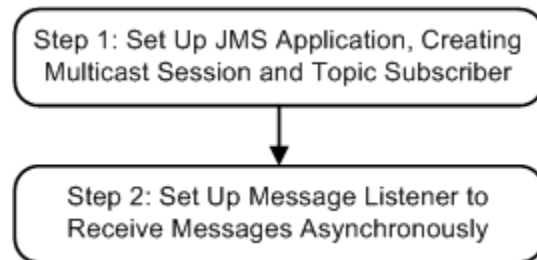 Step 1: Set Up JMS Application, Creating
Multicast Session and Topic Subscriber
Step 2: Set Up Message Listener to
Receive Messages Asynchronously